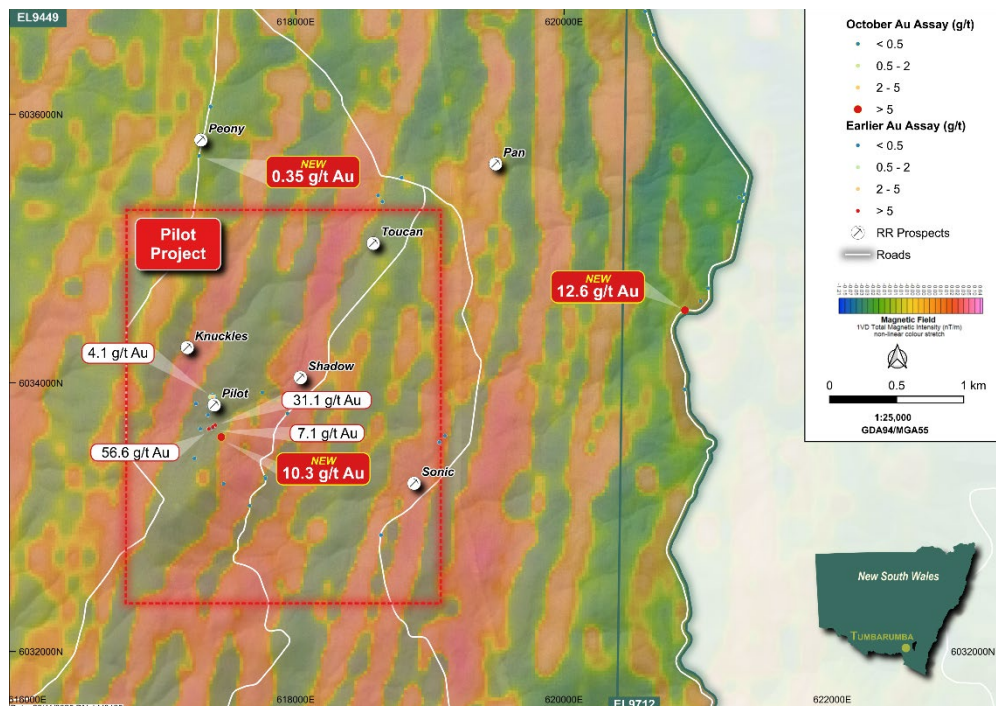 EL9449
618000E
620000E
6036000N
Peony
NEW
0.35 g/t Au
Pan
Pilot
Project
Toucan
NEW
12.6 g/t Au
Knuckles
4.1 g/t Au
6034000N
Shadow
Pilot
31.1 g/t Au
7.1 g/t Au
56.6 g/t Au
NEW
10.3 g/t Au
Sonic
6032000N
616000E
618000E
620000E
EL9712
622000E
6032000N
October Au Assay (g/t)
< 0.5
0.5 - 2
2 - 5
> 5
Earlier Au Assay (g/t)
< 0.5
0.5 - 2
2 - 5
> 5
RR Prospects
Roads
Magnetic Field
1VD Total Magnetic Intensity (nT/m)
non-linear colour stretch
0 0.5 1 km
1:25,000
GDA94/MGA55
New South Wales
TUMBARUMBA